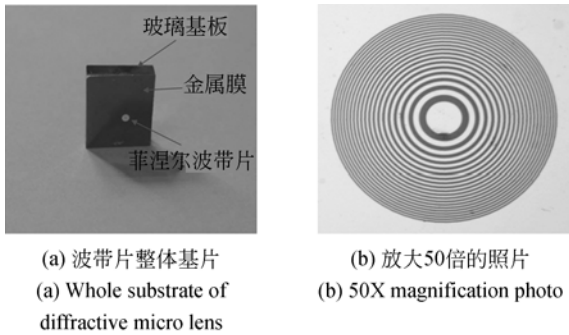 玻璃基板
金属膜
菲涅尔波带片
(a) 波带片整体基片
(a) Whole substrate of
diffractive micro lens
(b) 放大50倍的照片
(b) 50X magnification photo